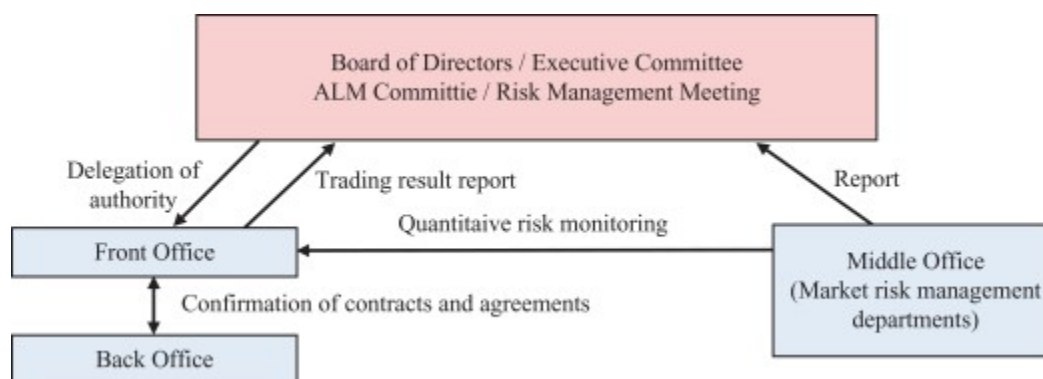 Board of Directors / Executive Committee
ALM Committie / Risk Management Meeting
Delegation of
authority
Trading result report
Report
Quantitaive risk monitoring
Front Office
Middle Office
(Market risk management
departments)
Confirmation of contracts and agreements
Back Office